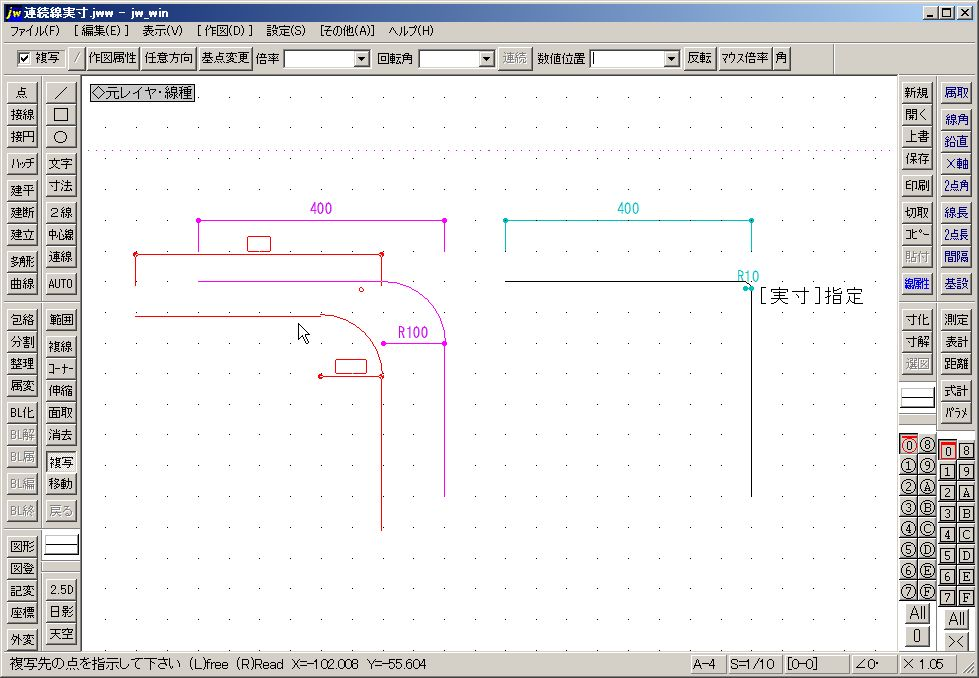 連続線実寸.jww - jw_win
ファイル(F) [編集(E)] 表示(V) [作図(D)] 設定(S) [その他(A)] ヘルプ(H)
複写 / 作図属性 任意方向 基点変更 倍率 回転角 連続 数値位置 反転 マウス倍率 角
◇元レイヤ・線種
点 ／
接線 □
接円 ○
ハッチ 文字
建平 寸法
建断 2線
建立 中心線
多角形 連線
曲線 AUTO
包絡 範囲
分割 複線
整理 コーナー
属変 伸縮
BL化 面取
BL解 消去
BL属 複写
BL編 移動
BL終 戻る
図形
図登
記変 2.5D
座標 日影
外変 天空
400
R100
400
R10
[実寸]指定
新規 属取
開く 線角
上書 鉛直
保存 X軸
印刷 2点角
切取 線長
コピー 2点長
貼付 間隔
線属性 基設
寸化 測定
寸解 表計
選図 距離
式計
パラメ
0 8 0 8
1 9 1 9
2 A 2 A
3 B 3 B
4 C 4 C
5 D 5 D
6 E 6 E
7 F 7 F
All All
0 ×
複写先の点を指示して下さい (L)free (R)Read X=-102.008 Y=-55.604 A-4 S=1/10 [0-0] ∠0° × 1.05